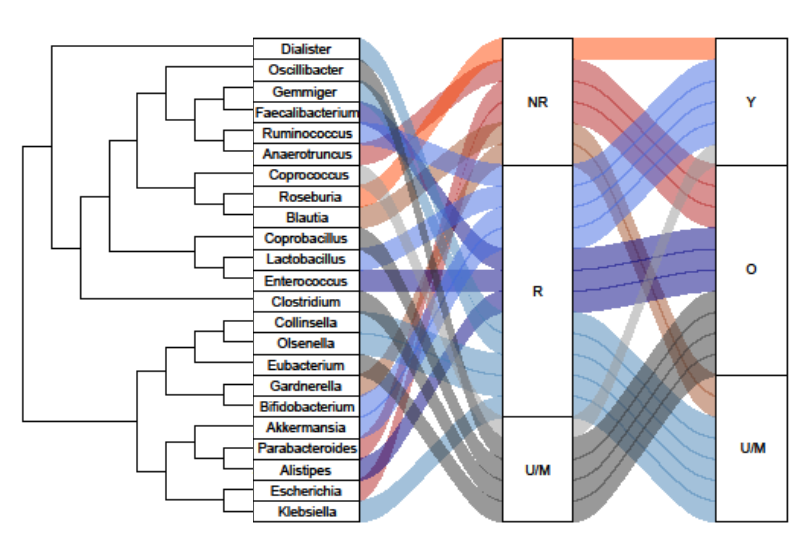 Dialister
Oscillibacter
Gemmiger
Faecalibacterium
Ruminococcus
Anaerotruncus
Coprococcus
Roseburia
Blautia
Coprobacillus
Lactobacillus
Enterococcus
Clostridium
Collinsella
Olsenella
Eubacterium
Gardnerella
Bifidobacterium
Akkermansia
Parabacteroides
Alistipes
Escherichia
Klebsiella
NR
R
U/M
Y
O
U/M